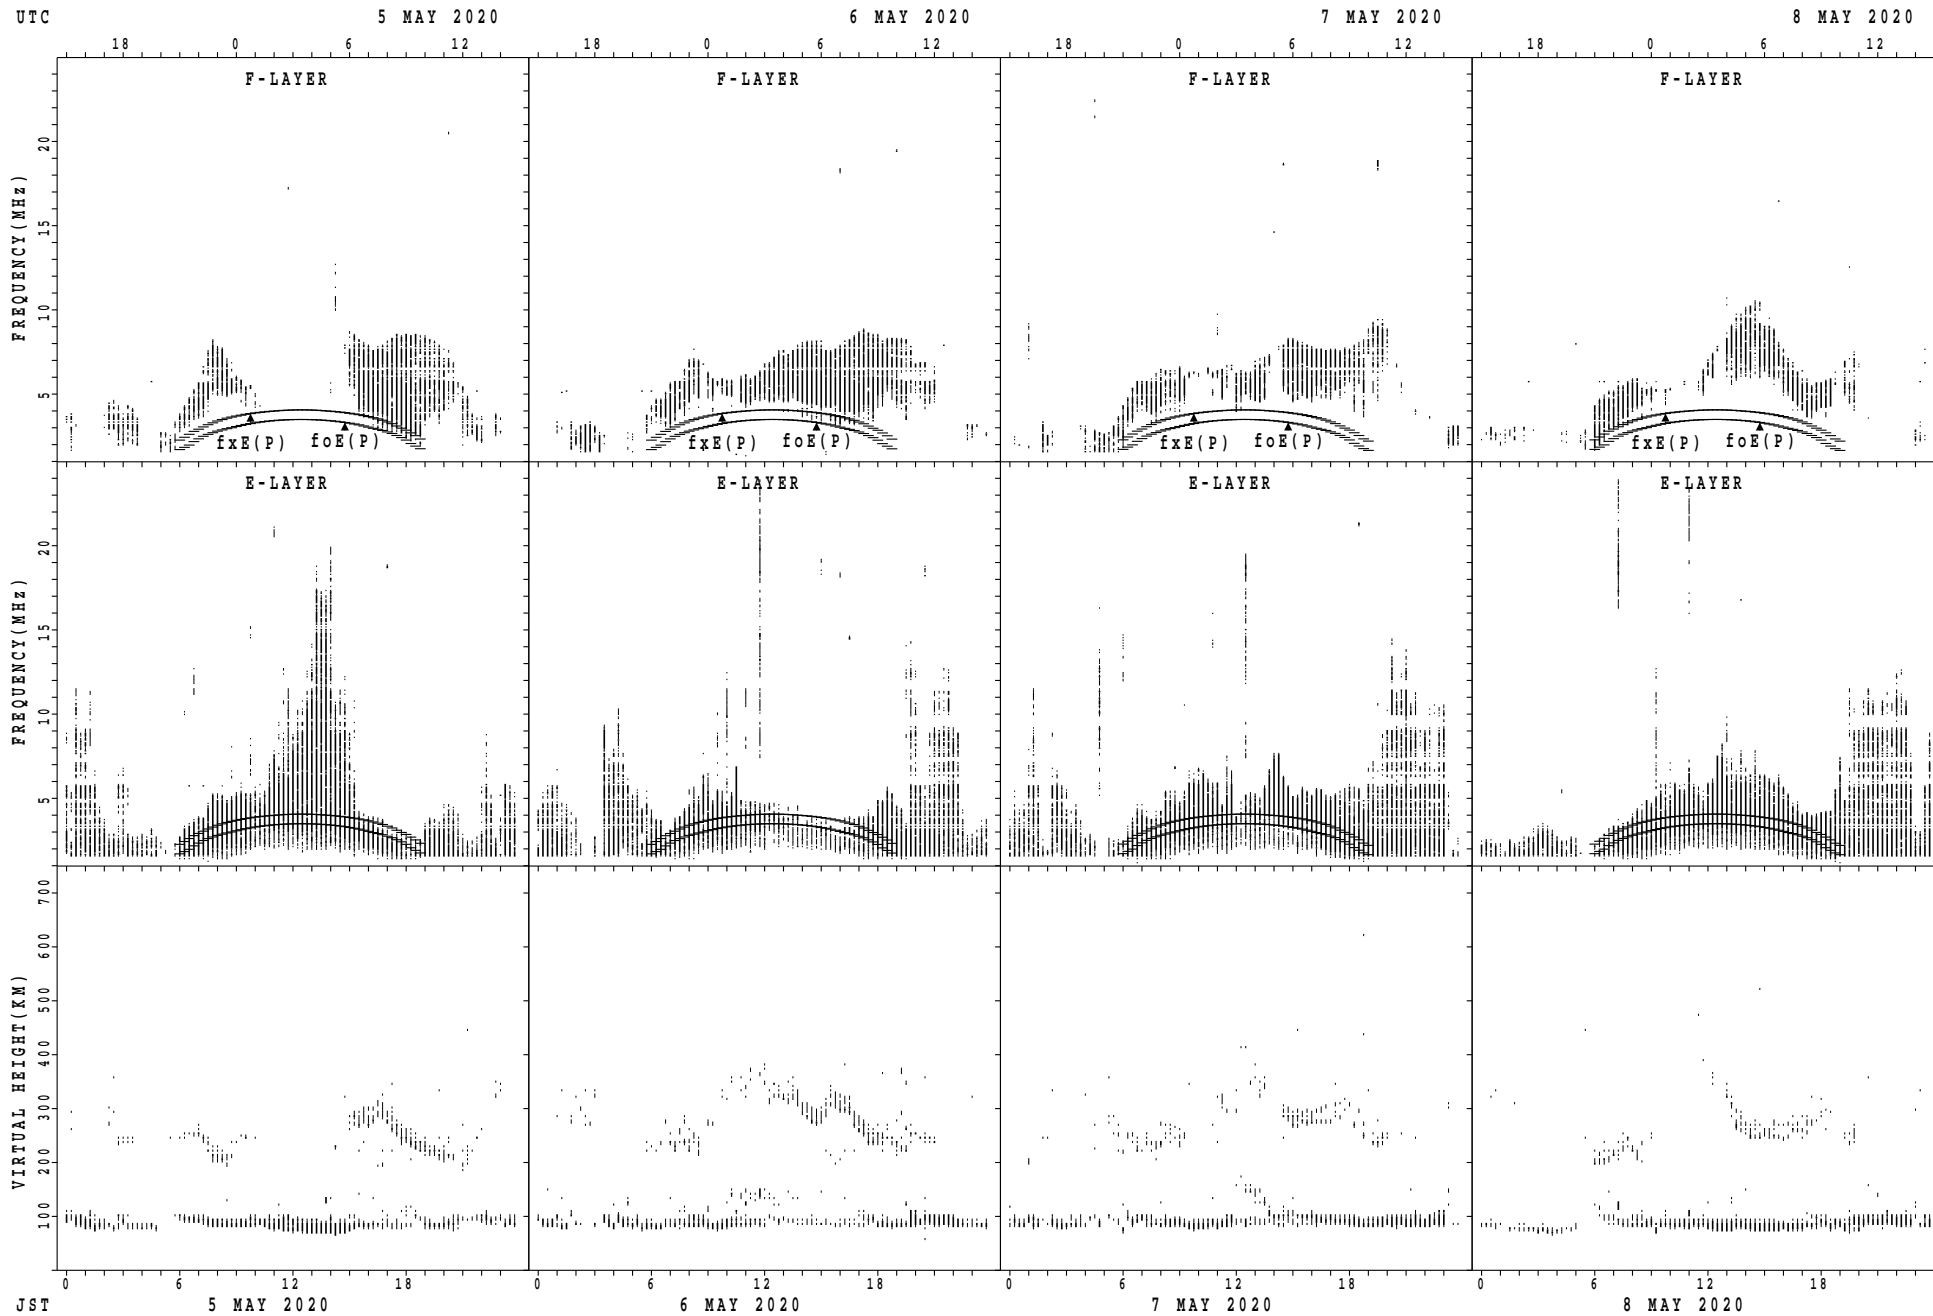 UTC 5 MAY 2020 6 MAY 2020 7 MAY 2020 8 MAY 2020
18 0 6 12 18 0 6 12 18 0 6 12 18 0 6 12
F-LAYER F-LAYER F-LAYER F-LAYER
FREQUENCY(MHz)
20
15
10
5
fxE(P) foE(P) fxE(P) foE(P) fxE(P) foE(P) fxE(P) foE(P)
E-LAYER E-LAYER E-LAYER E-LAYER
FREQUENCY(MHz)
20
15
10
5
VIRTUAL HEIGHT(KM)
700
600
500
400
300
200
100
0 6 12 18 0 6 12 18 0 6 12 18 0 6 12 18
JST 5 MAY 2020 6 MAY 2020 7 MAY 2020 8 MAY 2020